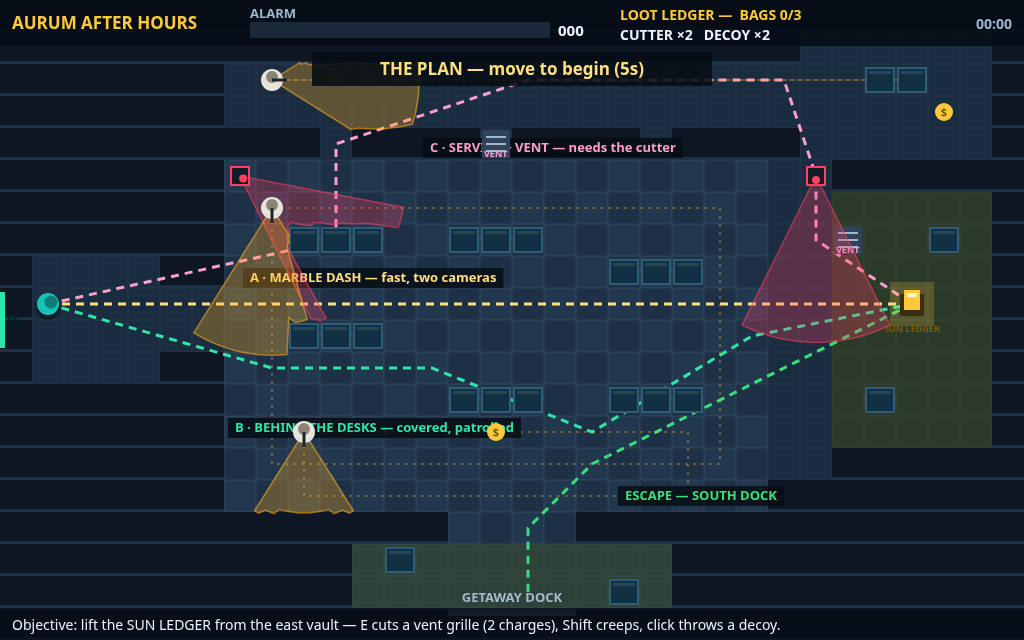 AURUM AFTER HOURS
ALARM
000
LOOT LEDGER — BAGS 0/3
CUTTER ×2 DECOY ×2
00:00
THE PLAN — move to begin (5s)
$
C · SERV VENT — needs the cutter
VENT
VENT
A · MARBLE DASH — fast, two cameras
SUN LEDGER
B · BEHIN THE DESKS — covered, patrolled
$
ESCAPE — SOUTH DOCK
GETAWAY DOCK
Objective: lift the SUN LEDGER from the east vault — E cuts a vent grille (2 charges), Shift creeps, click throws a decoy.